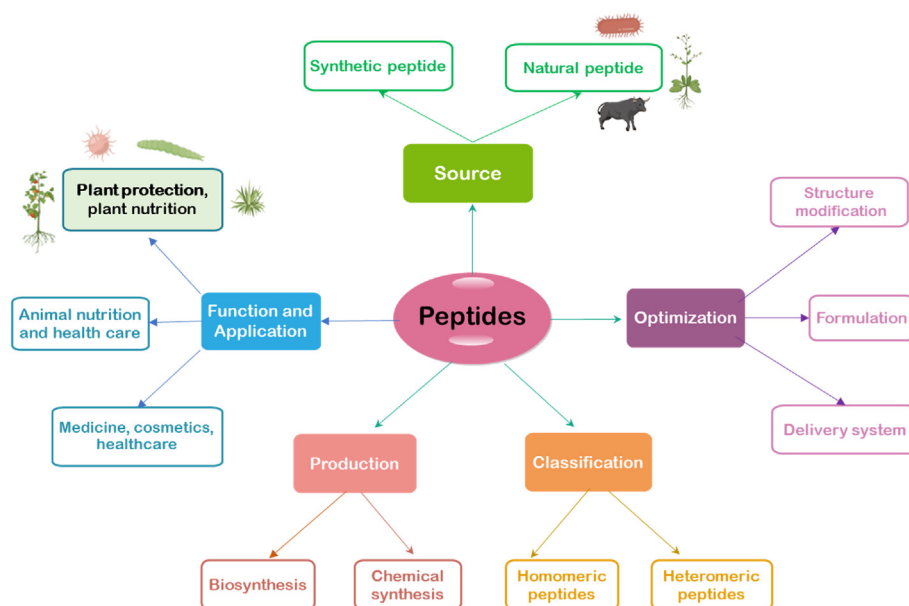 Synthetic peptide
Natural peptide
Source
Plant protection,
plant nutrition
Structure
modification
Animal nutrition
and health care
Function and
Application
Peptides
Optimization
Formulation
Medicine, cosmetics,
healthcare
Delivery system
Production
Classification
Biosynthesis
Chemical
synthesis
Homomeric
peptides
Heteromeric
peptides